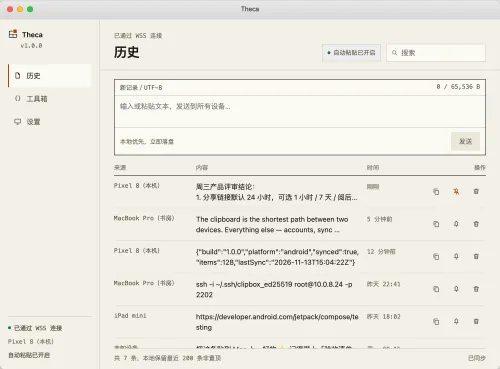 Theca
Theca
v1.0.0
历史
工具箱
设置
已通过 WSS 连接
历史
自动粘贴已开启
搜索
新记录 / UTF-8
0 / 65,536 B
输入或粘贴文本，发送到所有设备…
本地优先，立即落盘
发送
来源 内容 时间 操作
Pixel 8（本机）
周三产品评审结论：
1. 分享链接默认 24 小时，可选 1 小时 / 7 天 / 阅后…
刚刚
MacBook Pro（书房）
The clipboard is the shortest path between two
devices. Everything else — accounts, sync …
5 分钟前
Pixel 8（本机）
{"build":"1.0.0","platform":"android","synced":true,
"items":128,"lastSync":"2026-11-13T15:04:22Z"}
12 分钟前
MacBook Pro（书房）
ssh -i ~/.ssh/clipbox_ed25519 root@10.0.8.24 -p
2202
昨天 22:41
iPad mini
https://developer.android.com/jetpack/compose/te
sting
昨天 18:02
已通过 WSS 连接
Pixel 8（本机）
自动粘贴已开启
共 7 条，本地保留最近 200 条非置顶
已同步